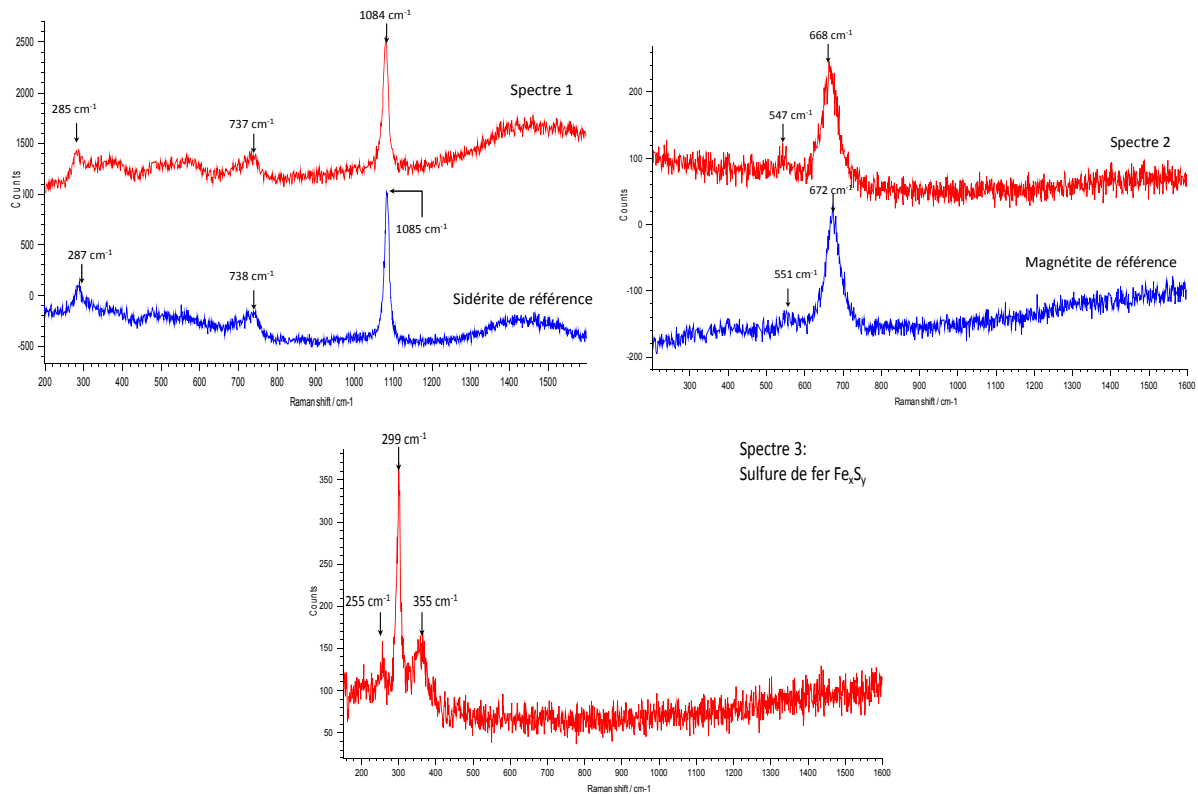 1084 cm⁻¹
2500
Spectre 1
285 cm⁻¹
737 cm⁻¹
1500
1000
Counts
1085 cm⁻¹
287 cm⁻¹
738 cm⁻¹
0
Sidérite de référence
-500
200 300 400 500 600 700 800 900 1000 1100 1200 1300 1400 1500
Raman shift / cm-1
668 cm⁻¹
200
547 cm⁻¹
Spectre 2
100
672 cm⁻¹
0
Counts
Magnétite de référence
551 cm⁻¹
-100
-200
300 400 500 600 700 800 900 1000 1100 1200 1300 1400 1500 1600
Raman shift / cm-1
299 cm⁻¹
Spectre 3:
Sulfure de fer FeₓSᵧ
350
300
250
200
255 cm⁻¹
355 cm⁻¹
Counts
150
100
50
200 300 400 500 600 700 800 900 1000 1100 1200 1300 1400 1500 1600
Raman shift / cm-1